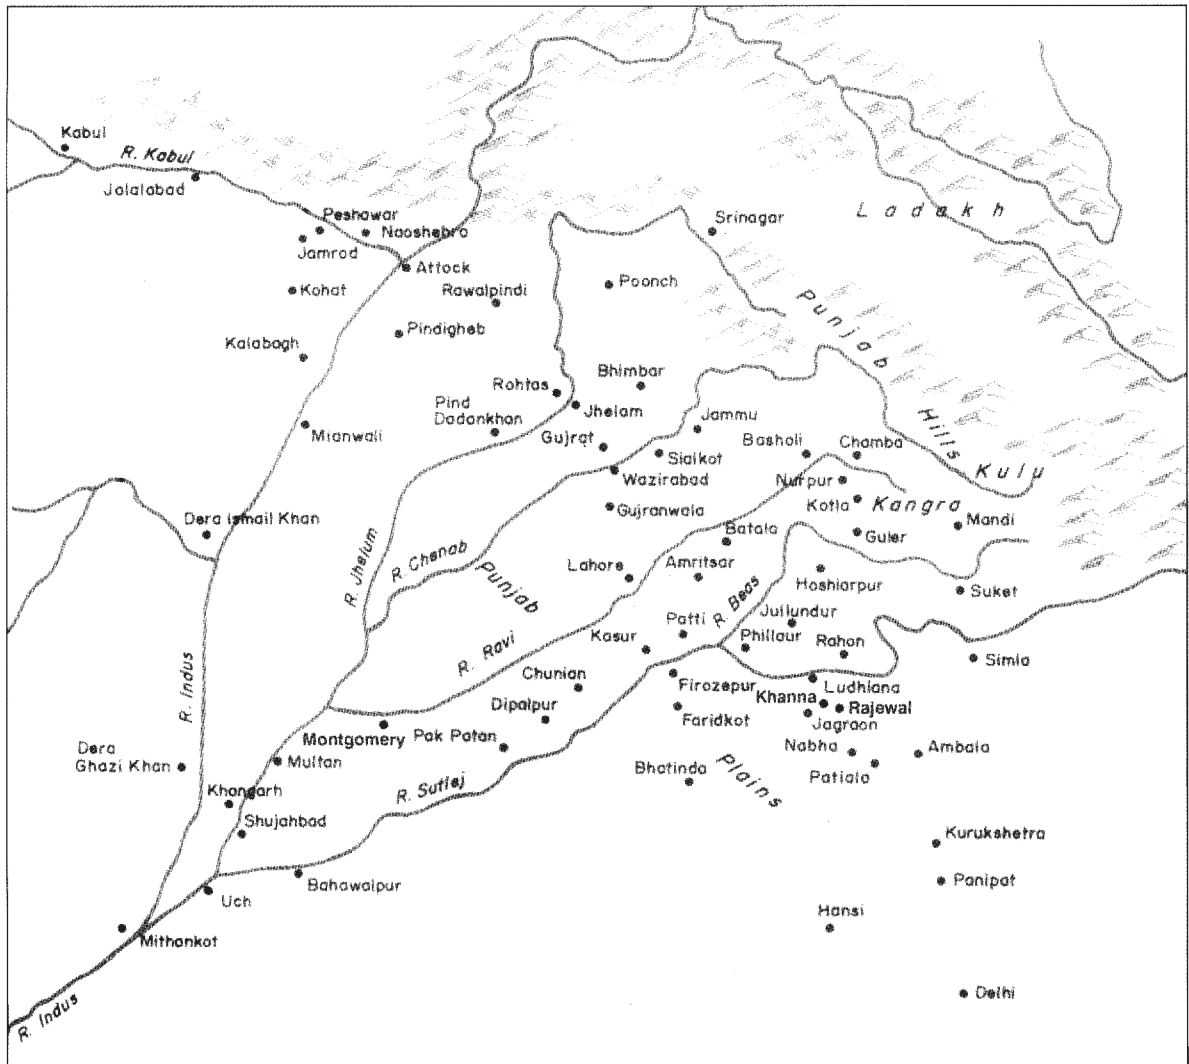 Kabul
R. Kabul
Jalalabad
Peshawar
Naoshehro
Jamrod
Attock
Srinagar
Ladakh
Kohat
Rawalpindi
Poonch
Pindigheb
Kalabagh
Punjab
Hills
Rohtas
Bhimbar
Pind
Dadankhan
Jhelam
Mianwali
Gujrat
Jammu
Sialkot
Wazirabad
Basholi
Chamba
Kulu
Nurpur
Kotla
Kangra
Gujranwala
Dera Ismail Khan
Batala
Guler
Mandi
R. Jhelum
R. Chenab
Punjab
Lahore
Amritsar
Hoshiarpur
Suket
R. Beas
Patti
Jullundur
Phillaur
Rahon
Simla
R. Ravi
Kasur
Chunian
Firozepur
Ludhiana
Khanna
Rajewal
R. Indus
Dipalpur
Faridkot
Jagraon
Montgomery
Pak Patan
Nabha
Ambala
Patiala
Dera
Ghazi Khan
Multan
Bhatinda
Plains
R. Sutlej
Khangarh
Shujahbad
Kurukshetra
Bahawalpur
Panipat
Uch
Hansi
Mithankot
Delhi
R. Indus